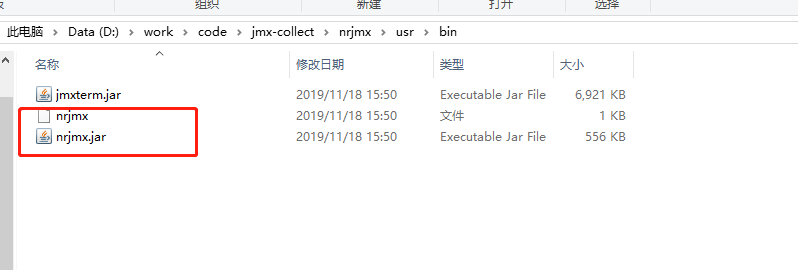 组织 新建 打开 选择
此电脑 > Data (D:) > work > code > jmx-collect > nrjmx > usr > bin
名称 修改日期 类型 大小
jmxterm.jar 2019/11/18 15:50 Executable Jar File 6,921 KB
nrjmx 2019/11/18 15:50 文件 1 KB
nrjmx.jar 2019/11/18 15:50 Executable Jar File 556 KB